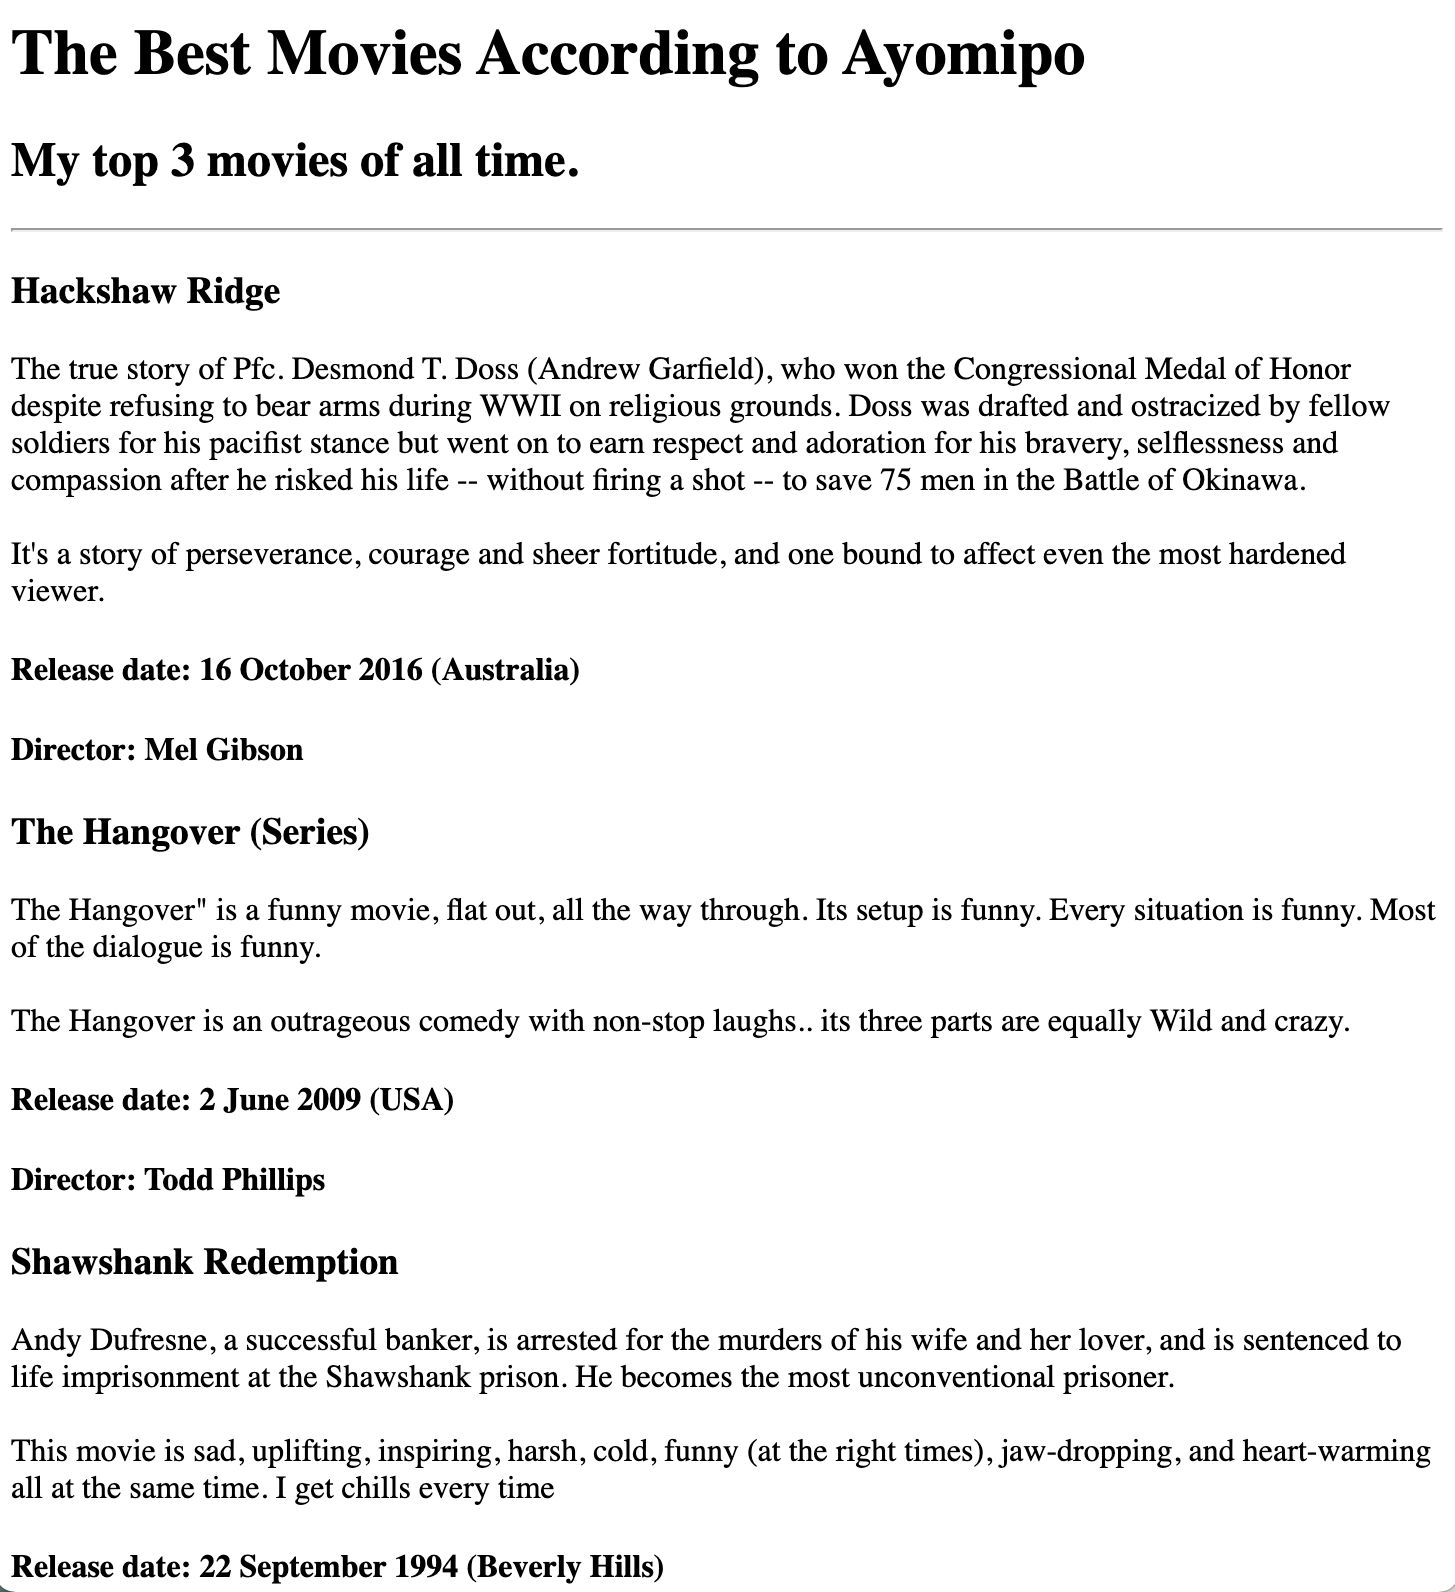 The Best Movies According to Ayomipo
My top 3 movies of all time.
Hackshaw Ridge
The true story of Pfc. Desmond T. Doss (Andrew Garfield), who won the Congressional Medal of Honor
despite refusing to bear arms during WWII on religious grounds. Doss was drafted and ostracized by fellow
soldiers for his pacifist stance but went on to earn respect and adoration for his bravery, selflessness and
compassion after he risked his life -- without firing a shot -- to save 75 men in the Battle of Okinawa.
It's a story of perseverance, courage and sheer fortitude, and one bound to affect even the most hardened
viewer.
Release date: 16 October 2016 (Australia)
Director: Mel Gibson
The Hangover (Series)
The Hangover" is a funny movie, flat out, all the way through. Its setup is funny. Every situation is funny. Most
of the dialogue is funny.
The Hangover is an outrageous comedy with non-stop laughs.. its three parts are equally Wild and crazy.
Release date: 2 June 2009 (USA)
Director: Todd Phillips
Shawshank Redemption
Andy Dufresne, a successful banker, is arrested for the murders of his wife and her lover, and is sentenced to
life imprisonment at the Shawshank prison. He becomes the most unconventional prisoner.
This movie is sad, uplifting, inspiring, harsh, cold, funny (at the right times), jaw-dropping, and heart-warming
all at the same time. I get chills every time
Release date: 22 September 1994 (Beverly Hills)